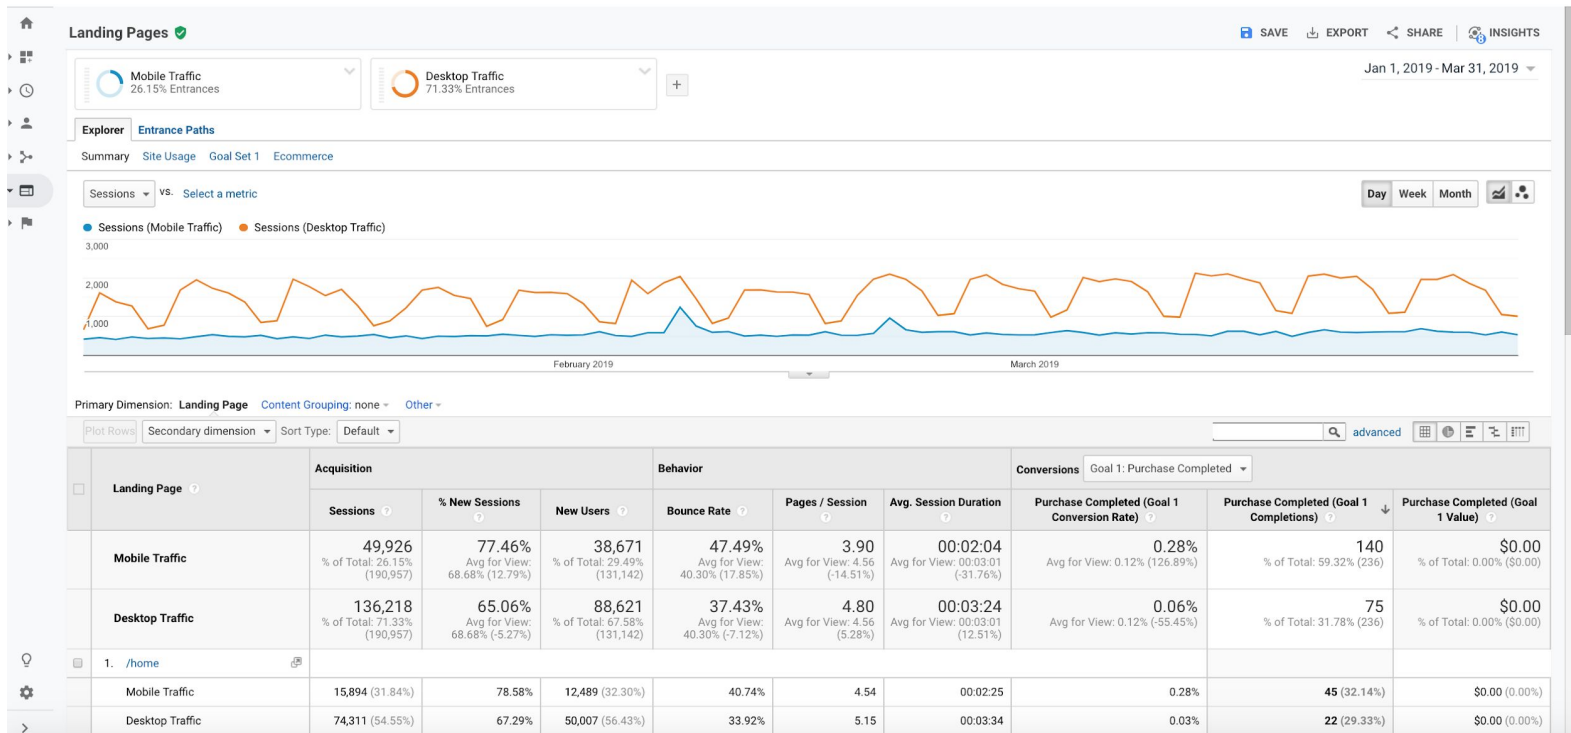 Landing Pages
SAVE EXPORT SHARE INSIGHTS
8
Mobile Traffic
26.15% Entrances
Desktop Traffic
71.33% Entrances
+
Jan 1, 2019 - Mar 31, 2019
Explorer Entrance Paths
Summary Site Usage Goal Set 1 Ecommerce
Sessions vs. Select a metric
Day Week Month
Sessions (Mobile Traffic) Sessions (Desktop Traffic)
3,000
2,000
1,000
February 2019 March 2019
Primary Dimension: Landing Page Content Grouping: none Other
Plot Rows Secondary dimension Sort Type: Default advanced
Landing Page ?
Acquisition Behavior Conversions Goal 1: Purchase Completed
Sessions ? % New Sessions ? New Users ? Bounce Rate ? Pages / Session ? Avg. Session Duration ? Purchase Completed (Goal 1 Conversion Rate) ? Purchase Completed (Goal 1 Completions) ? Purchase Completed (Goal 1 Value) ?
Mobile Traffic
49,926 77.46% 38,671 47.49% 3.90 00:02:04 0.28% 140 $0.00
% of Total: 26.15% (190,957) Avg for View: 68.68% (12.79%) % of Total: 29.49% (131,142) Avg for View: 40.30% (17.85%) Avg for View: 4.56 (-14.51%) Avg for View: 00:03:01 (-31.76%) Avg for View: 0.12% (126.89%) % of Total: 59.32% (236) % of Total: 0.00% ($0.00)
Desktop Traffic
136,218 65.06% 88,621 37.43% 4.80 00:03:24 0.06% 75 $0.00
% of Total: 71.33% (190,957) Avg for View: 68.68% (-5.27%) % of Total: 67.58% (131,142) Avg for View: 40.30% (-7.12%) Avg for View: 4.56 (5.28%) Avg for View: 00:03:01 (12.51%) Avg for View: 0.12% (-55.45%) % of Total: 31.78% (236) % of Total: 0.00% ($0.00)
1. /home
Mobile Traffic 15,894 (31.84%) 78.58% 12,489 (32.30%) 40.74% 4.54 00:02:25 0.28% 45 (32.14%) $0.00 (0.00%)
Desktop Traffic 74,311 (54.55%) 67.29% 50,007 (56.43%) 33.92% 5.15 00:03:34 0.03% 22 (29.33%) $0.00 (0.00%)